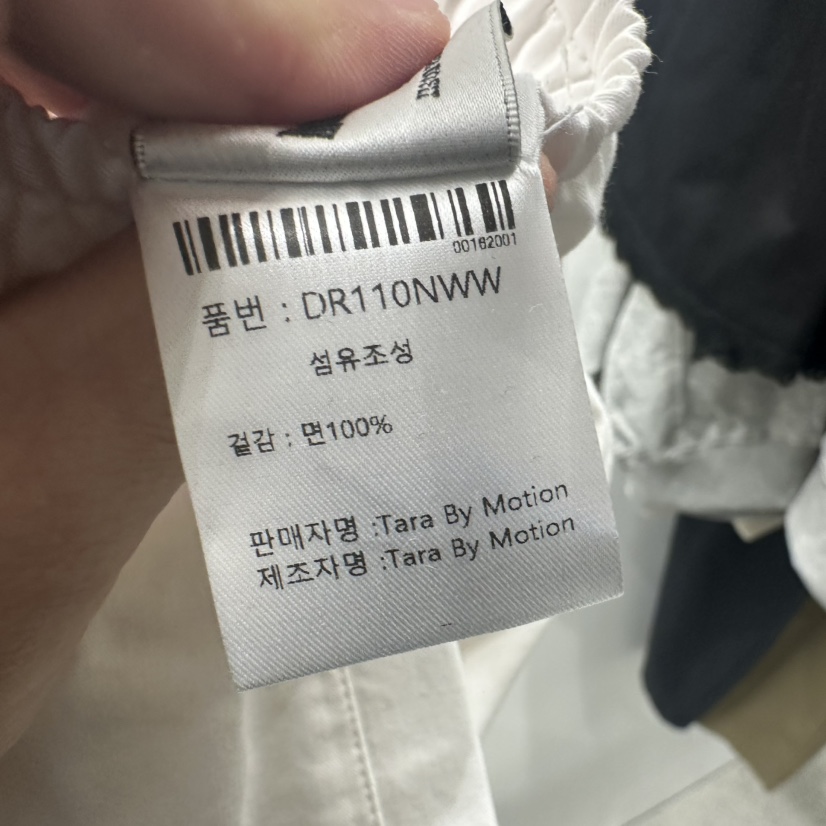 00162001
품번 : DR110NWW
섬유조성
겉감 : 면100%
판매자명 :Tara By Motion
제조자명 :Tara By Motion